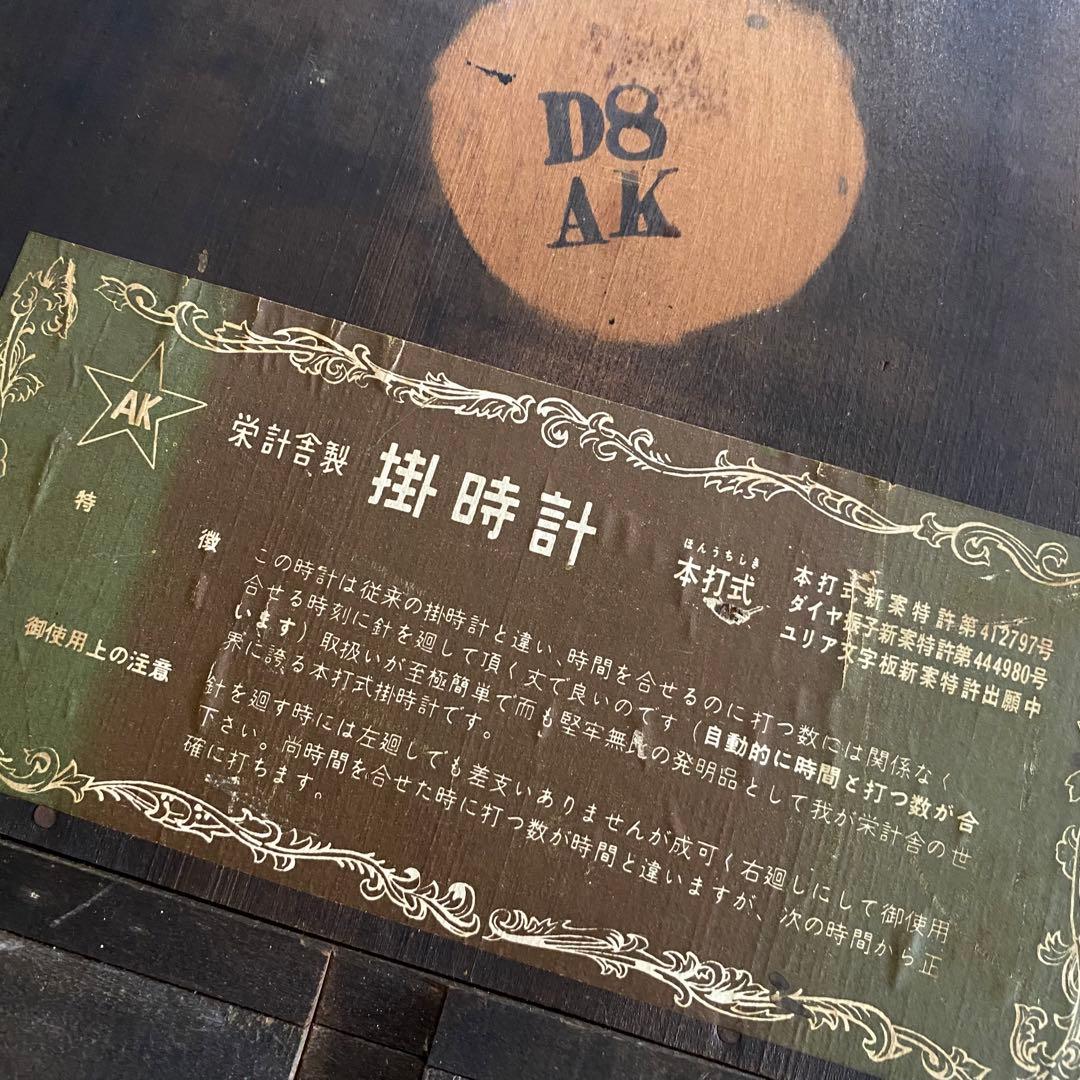 D8
AK
AK
栄計舎製 掛時計
ほんうちしき
本打式
本打式新案特許第412797号
ダイヤ振子新案特許第444980号
ユリア文字板新案特許出願中
特徴
この時計は従来の掛時計と違い、時間を合せるのに打つ数には関係なく
合せる時刻に針を廻して頂く丈で良いのです(自動的に時間と打つ数が合
います)取扱いが至極簡単で而も堅牢無の発明品として我が栄計舎の世
界に誇る本打式掛時計です。
御使用上の注意
針を廻す時には左廻しても差支いありませんが成可く右廻しにして御使用
下さい。尚時間を合せた時に打つ数が時間と違いますが、次の時間から正
確に打ちます。